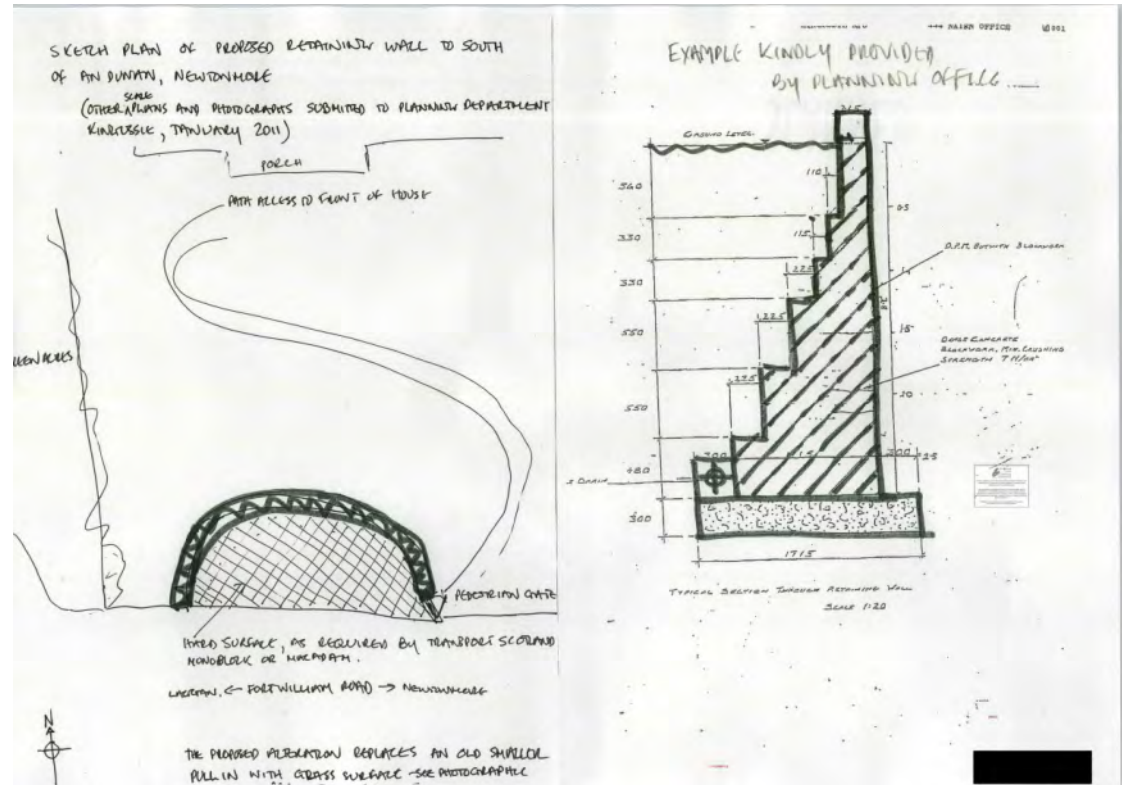 SKETCH PLAN OF PROPOSED RETAINING WALL TO SOUTH
OF AN DUNAN, NEWTONMORE
(OTHER SCALE PLANS AND PHOTOGRAPHS SUBMITTED TO PLANNING DEPARTMENT
KINGUSSIE, JANUARY 2011)
PORCH
PATH ACCESS TO FRONT OF HOUSE
PEDESTRIAN GATE
HARD SURFACE, AS REQUIRED BY TRANSPORT SCOTLAND
MONOBLOCK OR MACADAM.
LAGGAN. ← FORT WILLIAM ROAD → NEWTONMORE
N
THE PROPOSED ALTERATION REPLACES AN OLD SMALLER
PULL IN WITH GRASS SURFACE - SEE PHOTOGRAPHIC
OFFICE
EXAMPLE KINDLY PROVIDED
BY PLANNING OFFICE....
GROUND LEVEL
540
110
330
115
330
225
550
225
550
225
480
300
D.P.M. BETWEEN BLOCKWORK
DENSE CONCRETE
BLOCKWORK, MIN. CRUSHING
STRENGTH 7 N/mm²
DRAIN
300
1715
TYPICAL SECTION THROUGH RETAINING WALL
SCALE 1:20